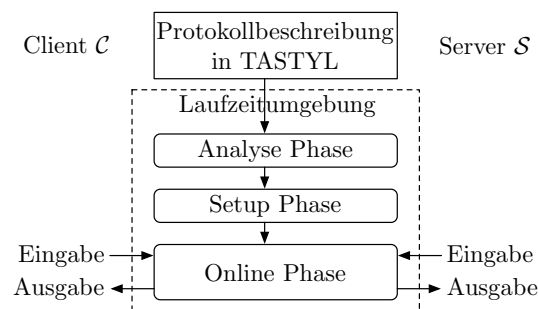 Client C
Protokollbeschreibung
in TASTYL
Server S
Laufzeitumgebung
Analyse Phase
Setup Phase
Eingabe
Ausgabe
Online Phase
Eingabe
Ausgabe